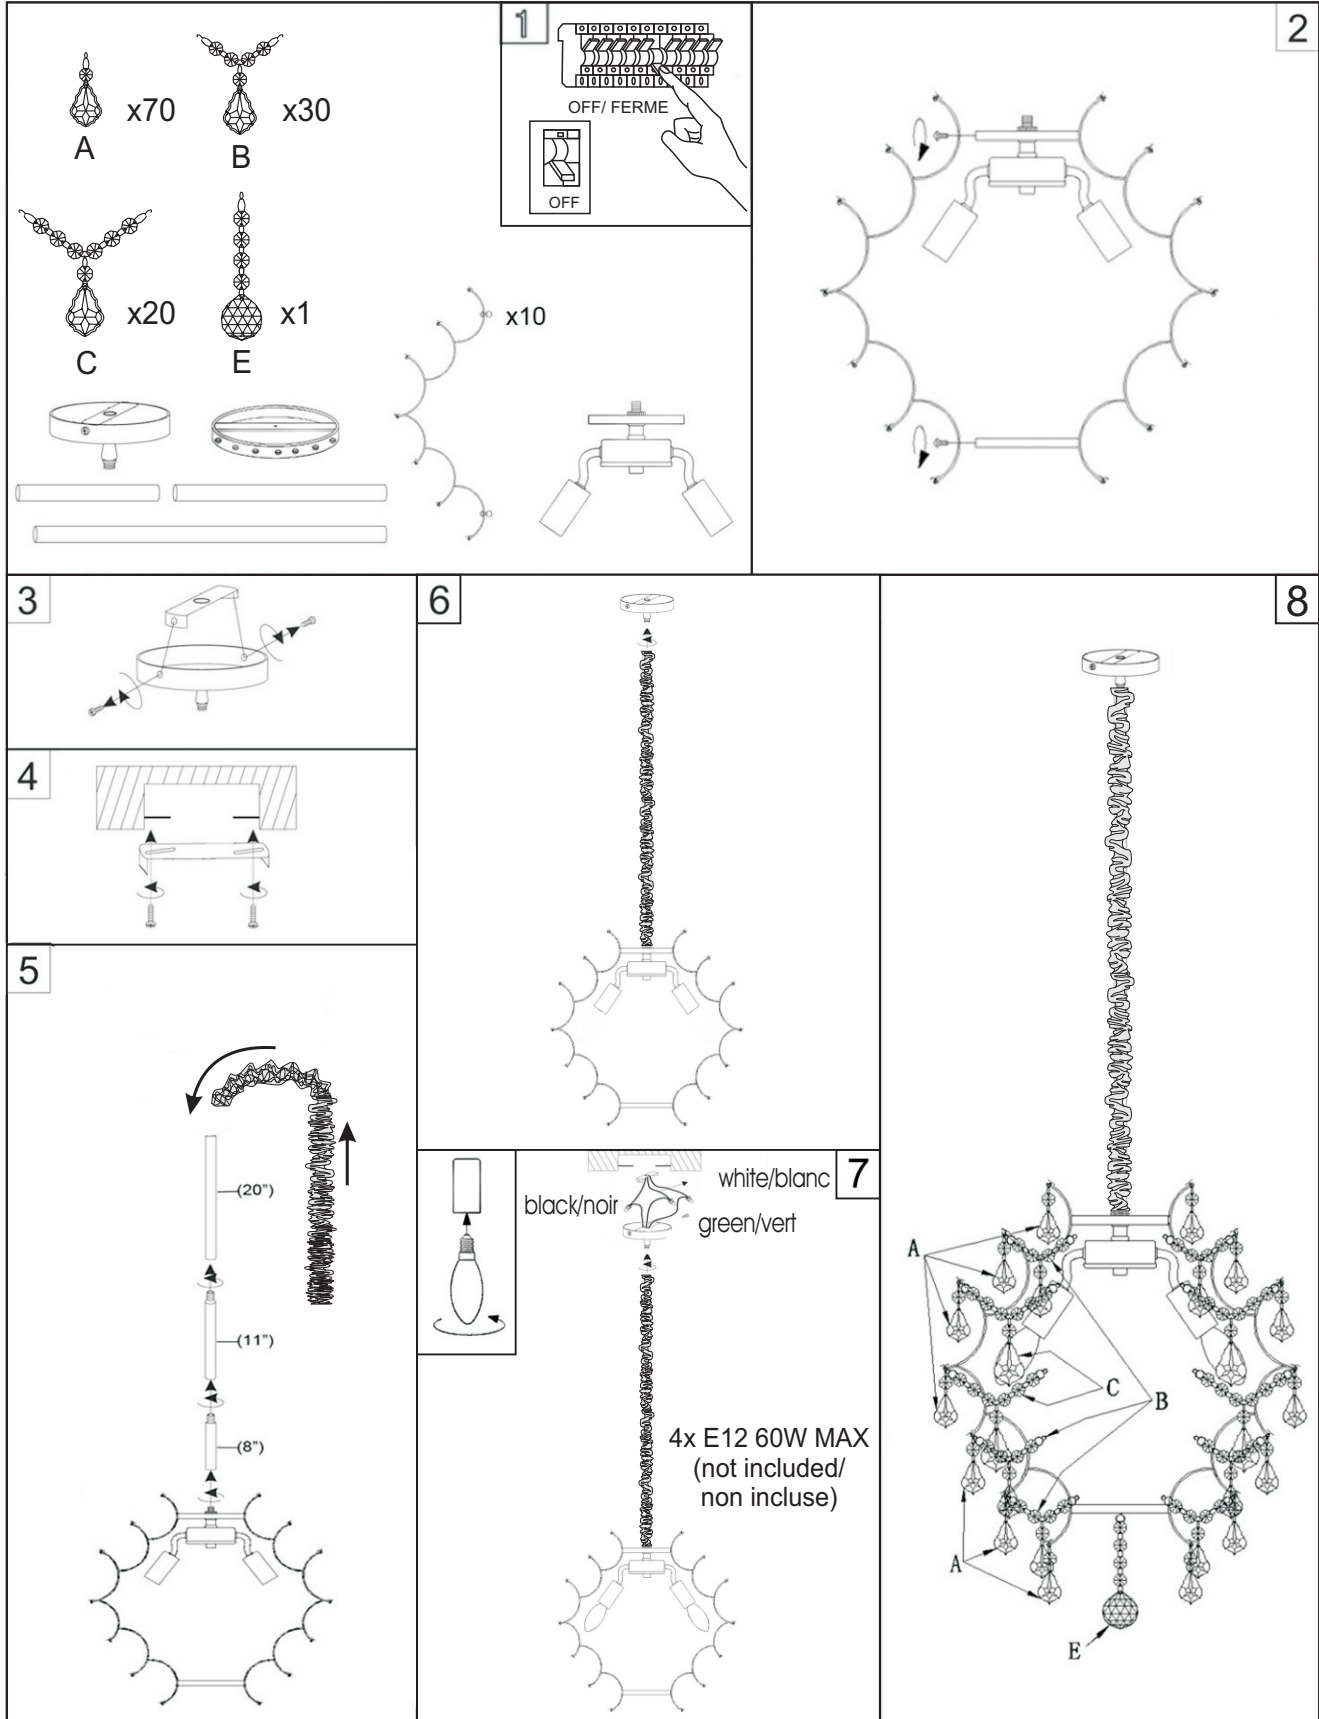 1
OFF/ FERME
OFF
x70
A
x30
B
x20
C
x1
E
x10
2
3
4
5
(20”)
(11”)
(8”)
6
7
white/blanc
black/noir
green/vert
4x E12 60W MAX
(not included/
non incluse)
8
A
C
B
A
E